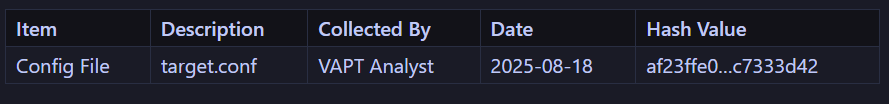 Item Description Collected By Date Hash Value
Config File target.conf VAPT Analyst 2025-08-18 af23ffe0...c7333d42